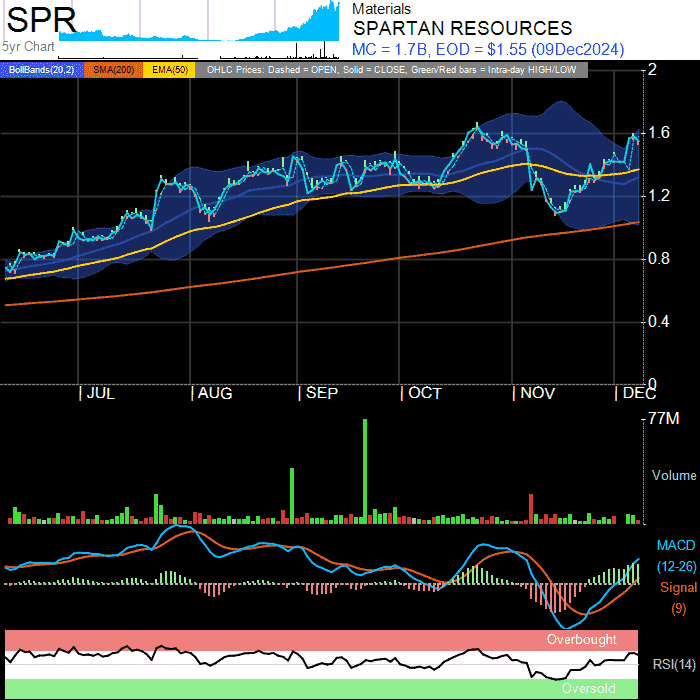 SPR
5yr Chart
Materials
SPARTAN RESOURCES
MC = 1.7B, EOD = $1.55 (09Dec2024)
BollBands(20,2) SMA(200) EMA(50) OHLC Prices: Dashed = OPEN, Solid = CLOSE, Green/Red bars = Intra-day HIGH/LOW
2
1.6
1.2
0.8
0.4
0
| JUL | AUG | SEP | OCT | NOV | DEC
77M
Volume
MACD
(12-26)
Signal
(9)
Overbought
RSI(14)
Oversold